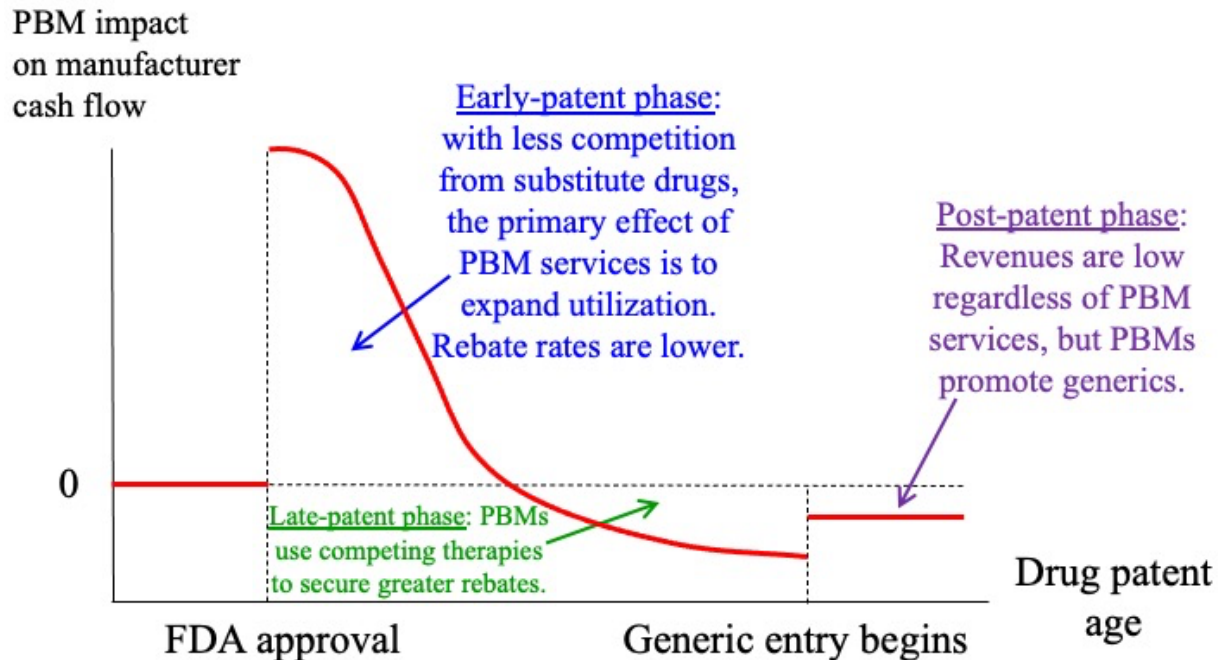 PBM impact
on manufacturer
cash flow
Early-patent phase:
with less competition
from substitute drugs,
the primary effect of
PBM services is to
expand utilization.
Rebate rates are lower.
Post-patent phase:
Revenues are low
regardless of PBM
services, but PBMs
promote generics.
0
Late-patent phase: PBMs
use competing therapies
to secure greater rebates.
Drug patent
age
FDA approval
Generic entry begins